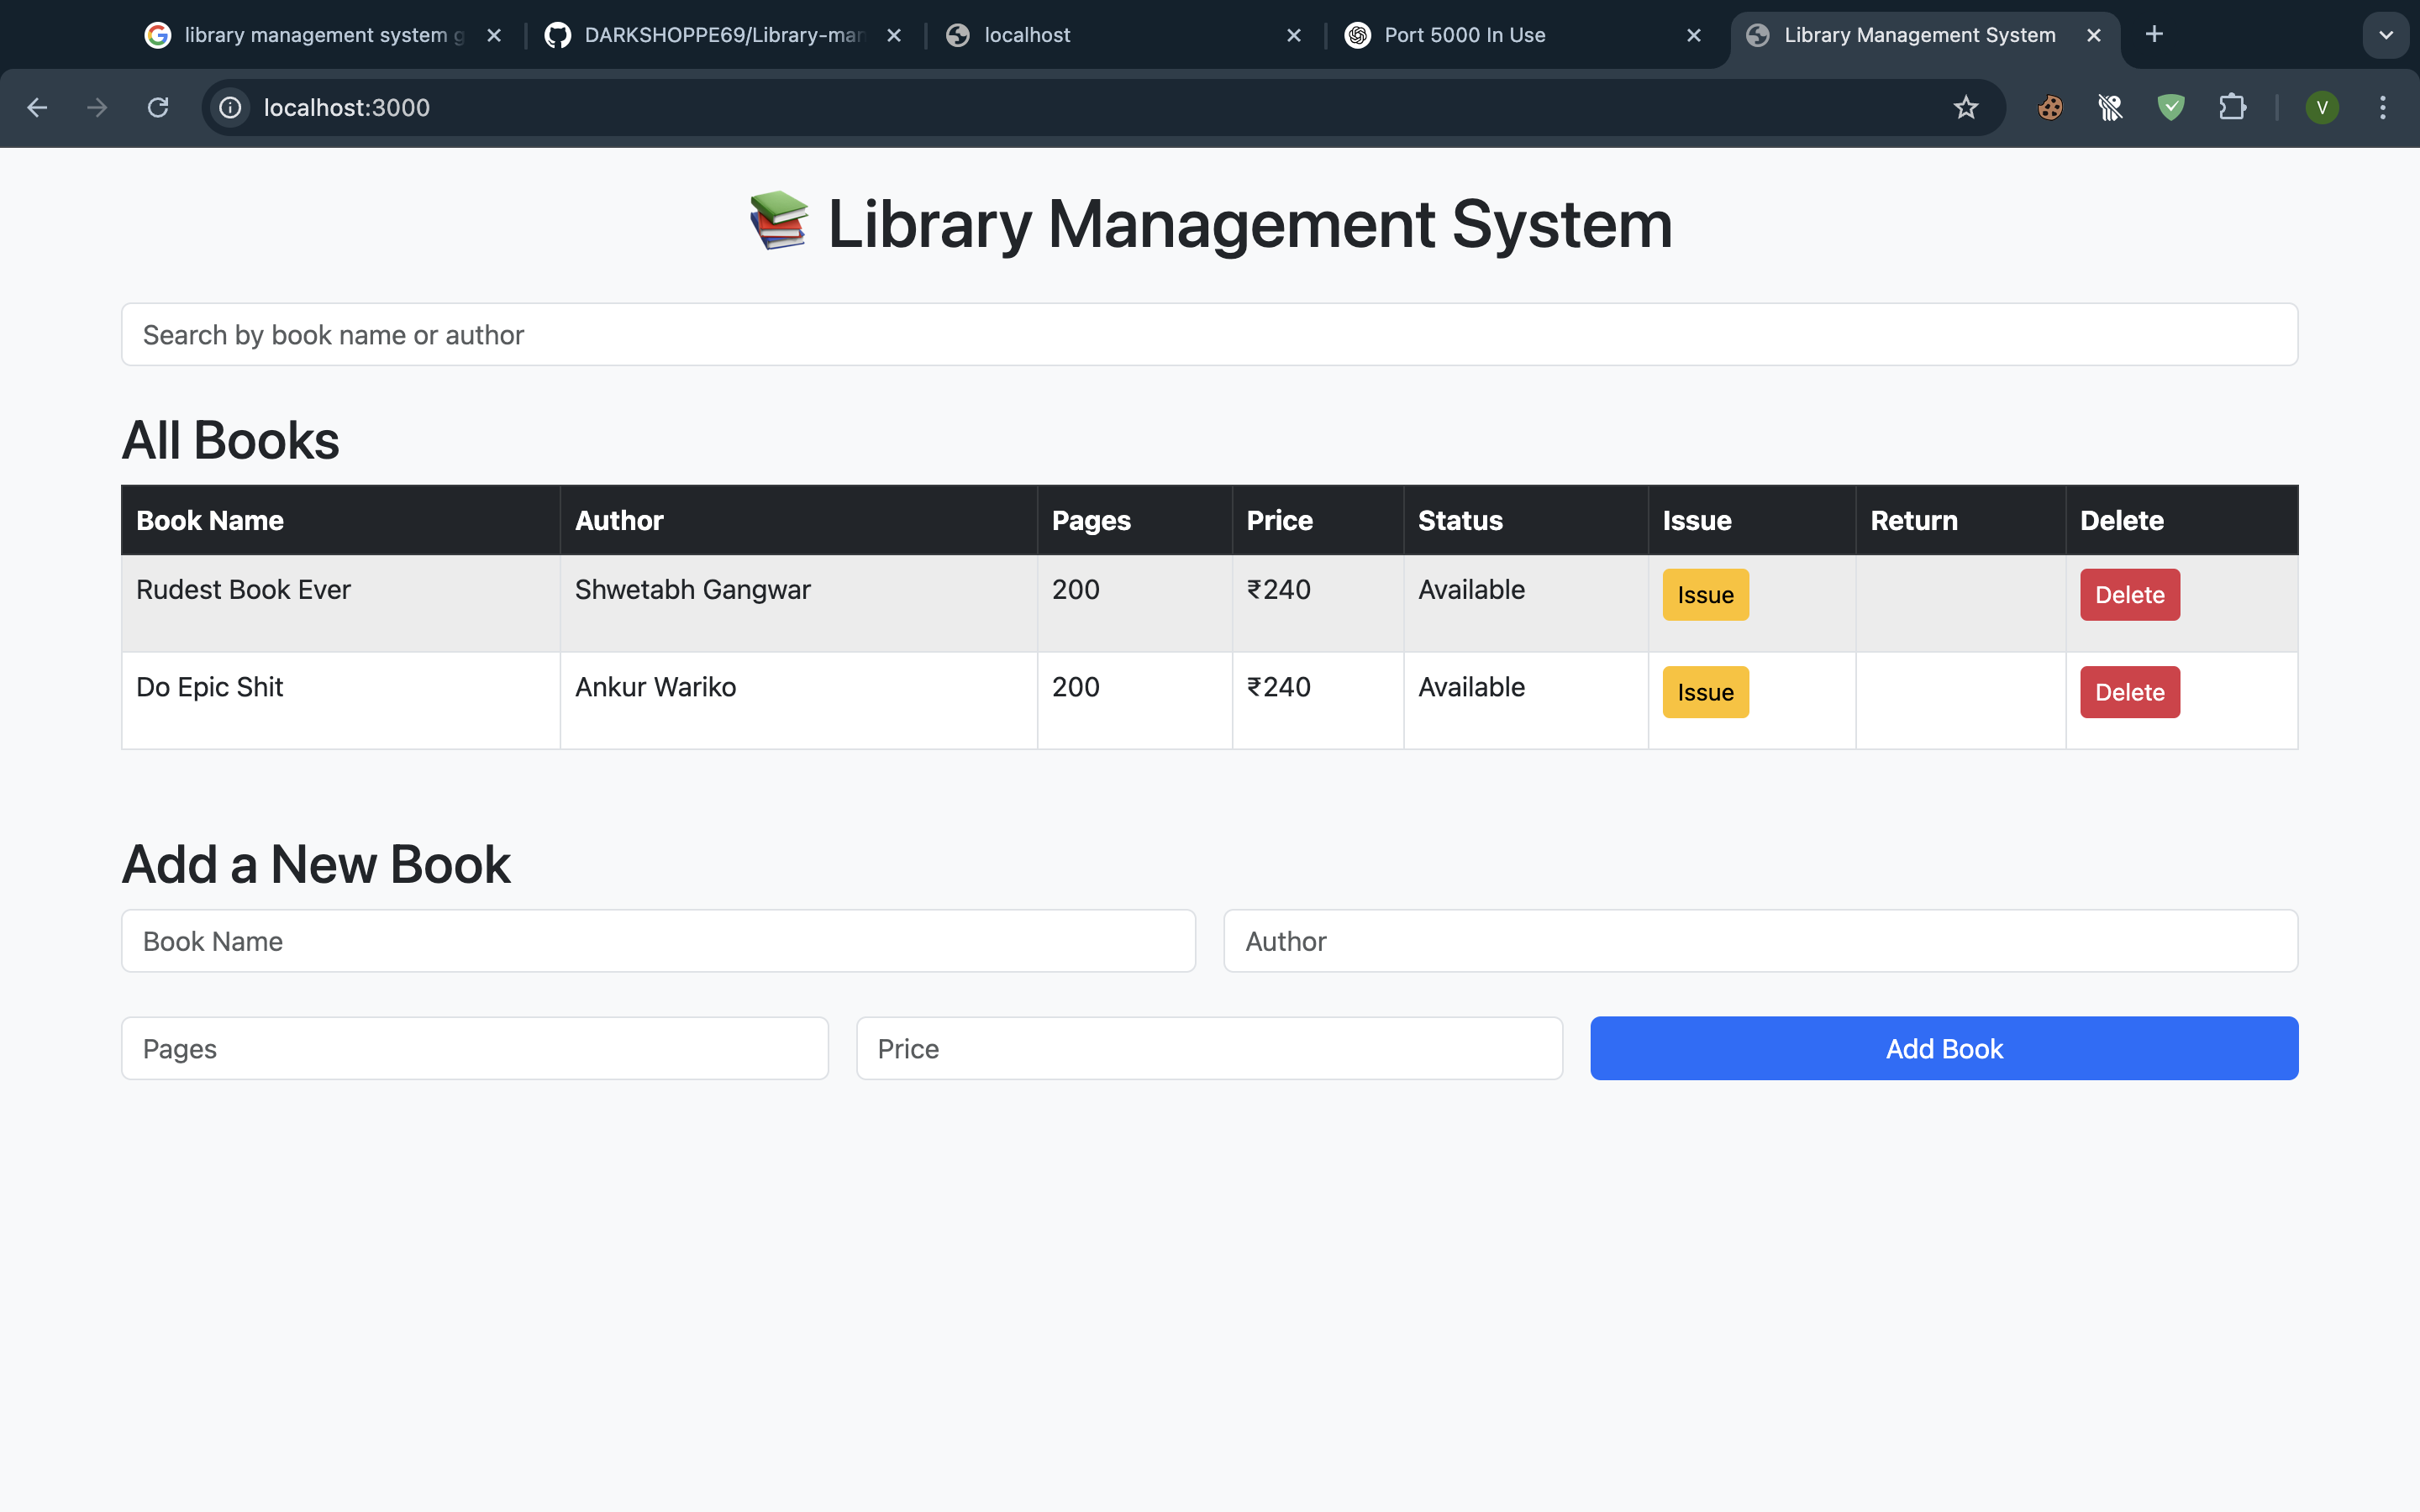 library management system g
DARKSHOPPE69/Library-mar
localhost
Port 5000 In Use
Library Management System
localhost:3000
V
📚 Library Management System
Search by book name or author
All Books
Book Name Author Pages Price Status Issue Return Delete
Rudest Book Ever Shwetabh Gangwar 200 ₹240 Available Issue Delete
Do Epic Shit Ankur Wariko 200 ₹240 Available Issue Delete
Add a New Book
Book Name Author
Pages Price Add Book